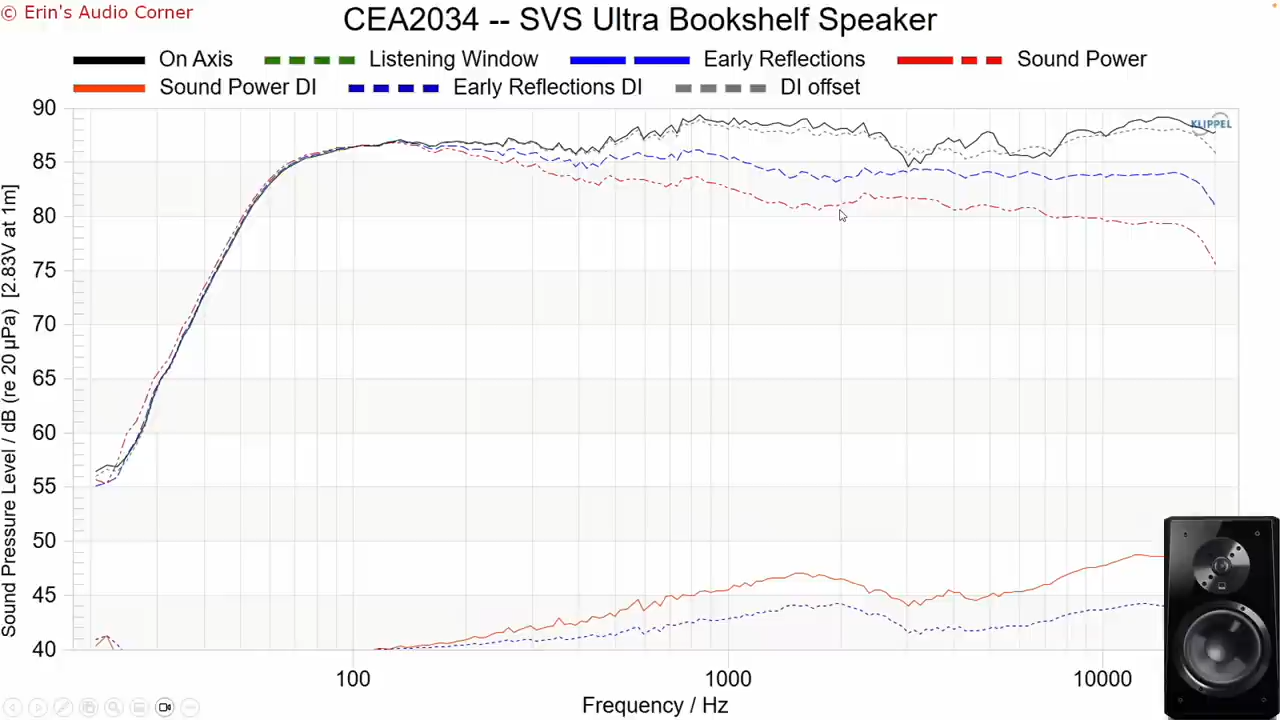 © Erin's Audio Corner
CEA2034 -- SVS Ultra Bookshelf Speaker
On Axis Listening Window Early Reflections Sound Power
Sound Power DI Early Reflections DI DI offset
KLIPPEL
Sound Pressure Level / dB (re 20 µPa) [2.83V at 1m]
90
85
80
75
70
65
60
55
50
45
40
100 1000 10000
Frequency / Hz